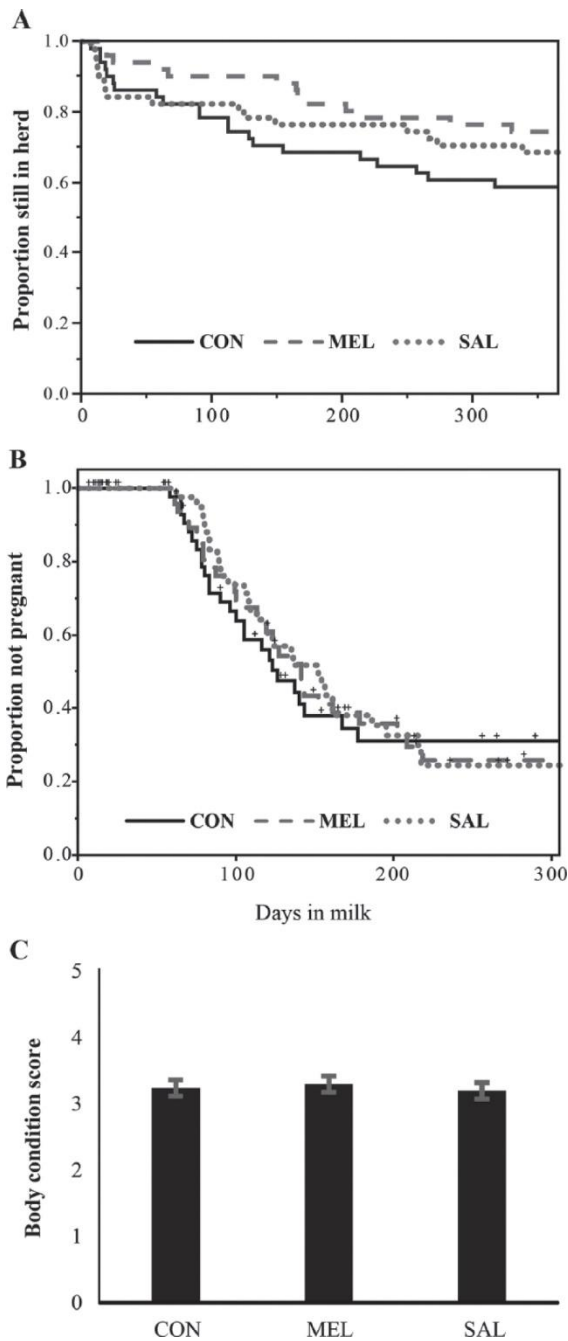 A
Proportion still in herd
1.0
0.8
0.6
0.4
0.2
0.0
CON MEL SAL
0 100 200 300
B
Proportion not pregnant
1.0
0.8
0.6
0.4
0.2
0.0
CON MEL SAL
0 100 200 300
Days in milk
C
Body condition score
5
4
3
2
1
0
CON MEL SAL